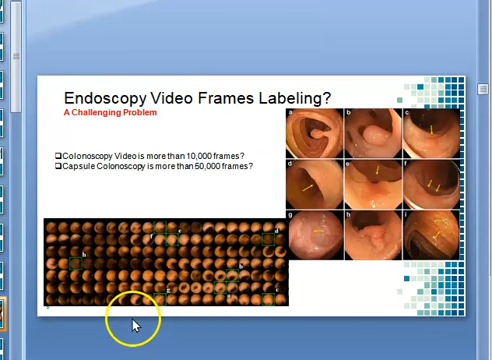 Endoscopy Video Frames Labeling?
A Challenging Problem
❑Colonoscopy Video is more than 10,000 frames?
❑Capsule Colonoscopy is more than 50,000 frames?
a b c
d e f
g h i